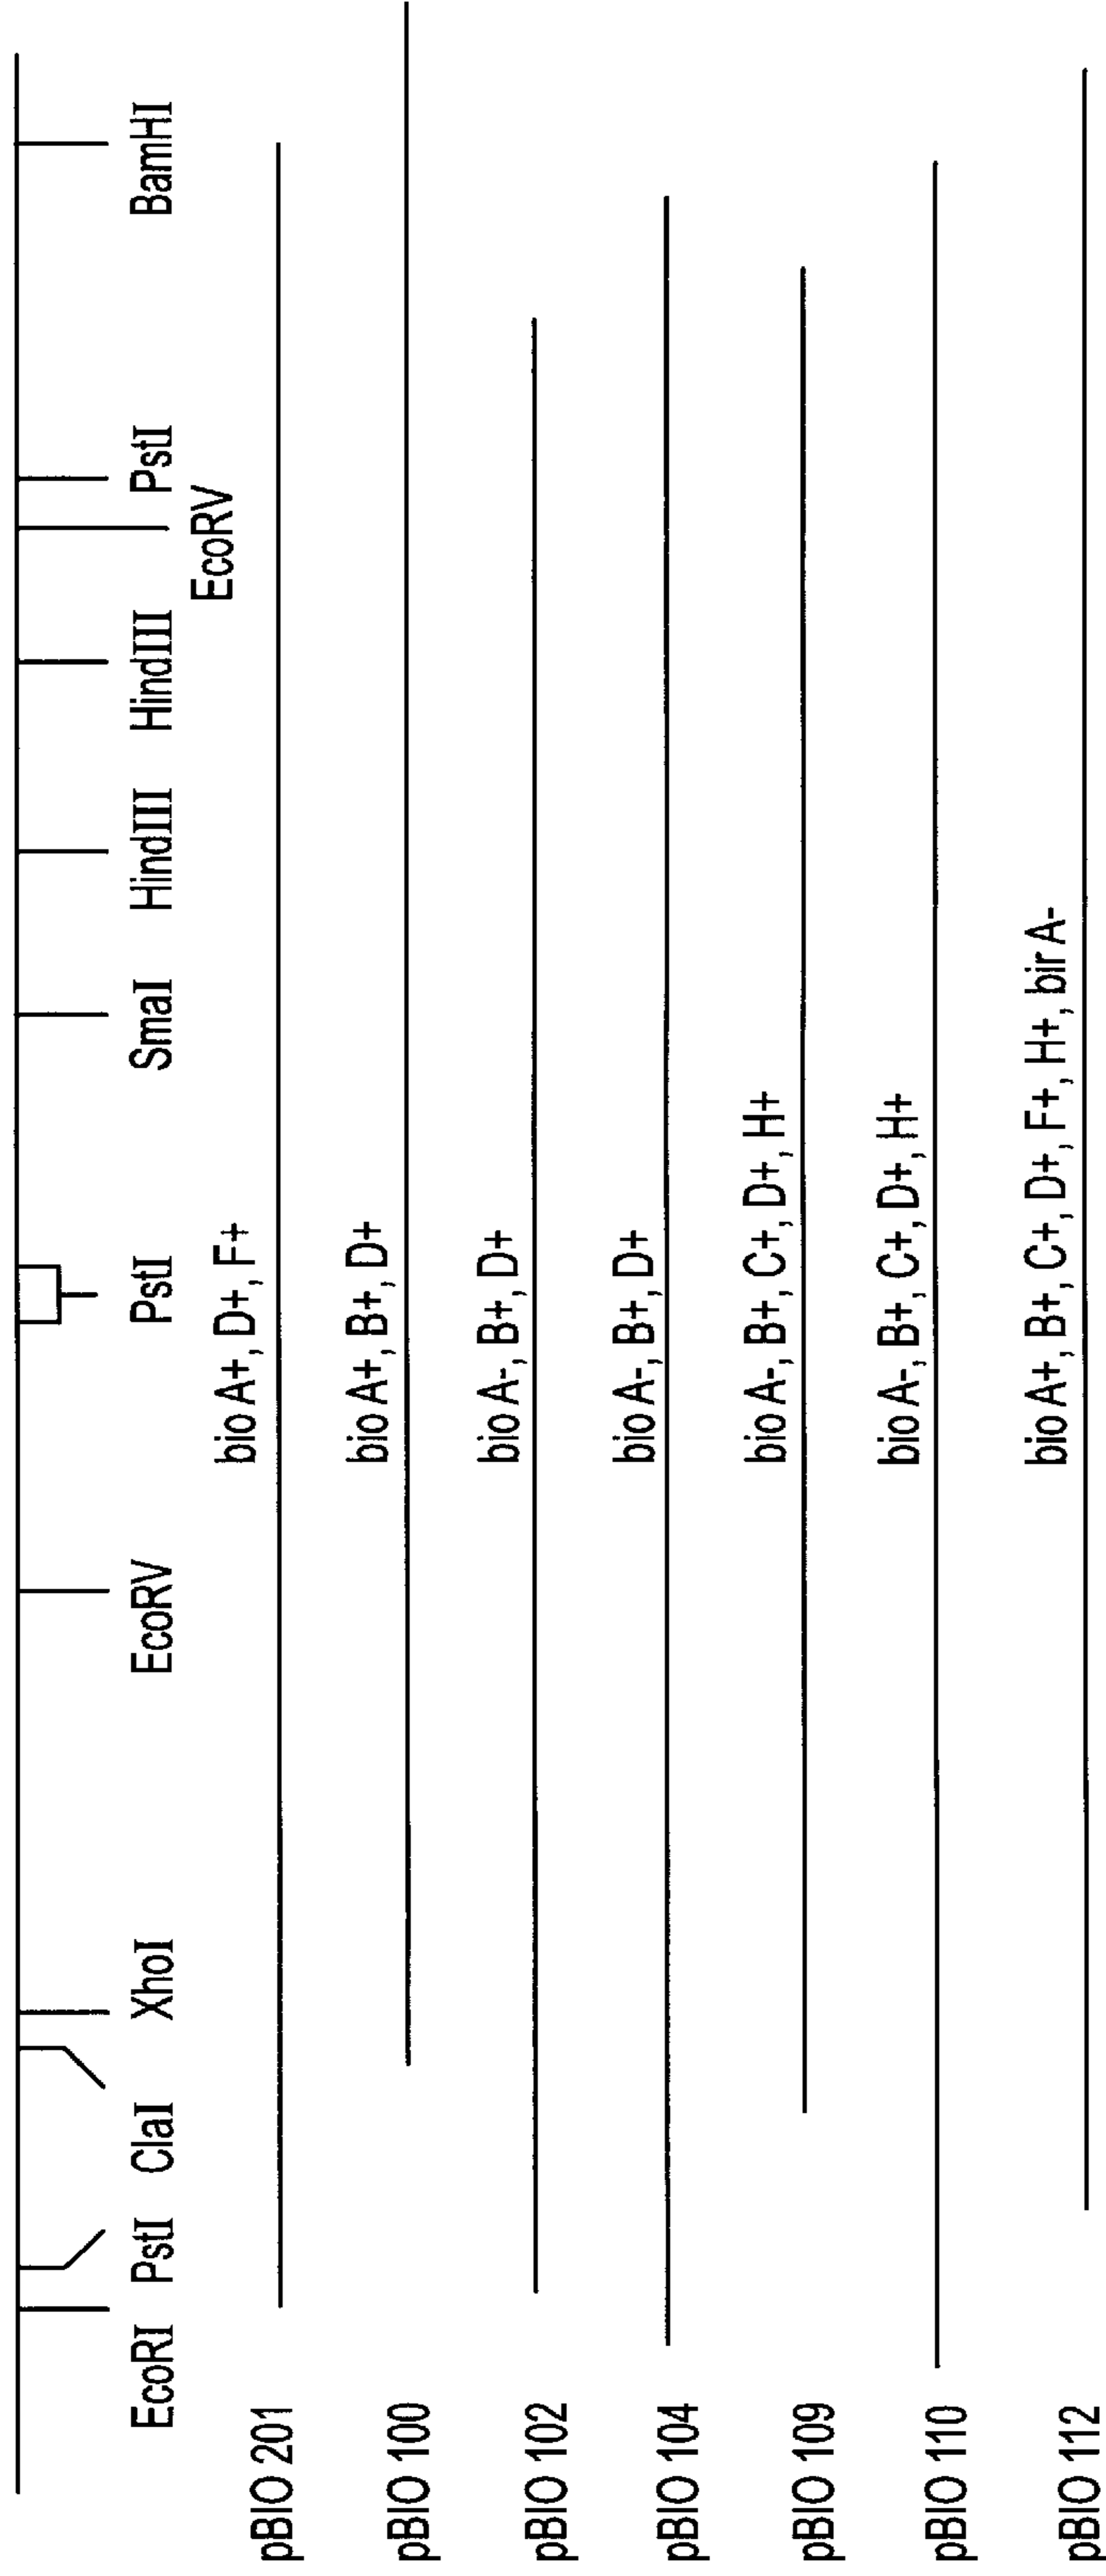 EcoRI PstI ClaI XhoI EcoRV PstI SmaI HindIII HindIII PstI BamHI
EcoRV
bio A+, D+, F+
pBIO 201
bio A+, B+, D+
pBIO 100
bio A-, B+, D+
pBIO 102
bio A-, B+, D+
pBIO 104
bio A-, B+, C+, D+, H+
pBIO 109
bio A-, B+, C+, D+, H+
pBIO 110
bio A+, B+, C+, D+, F+, H+, bir A-
pBIO 112